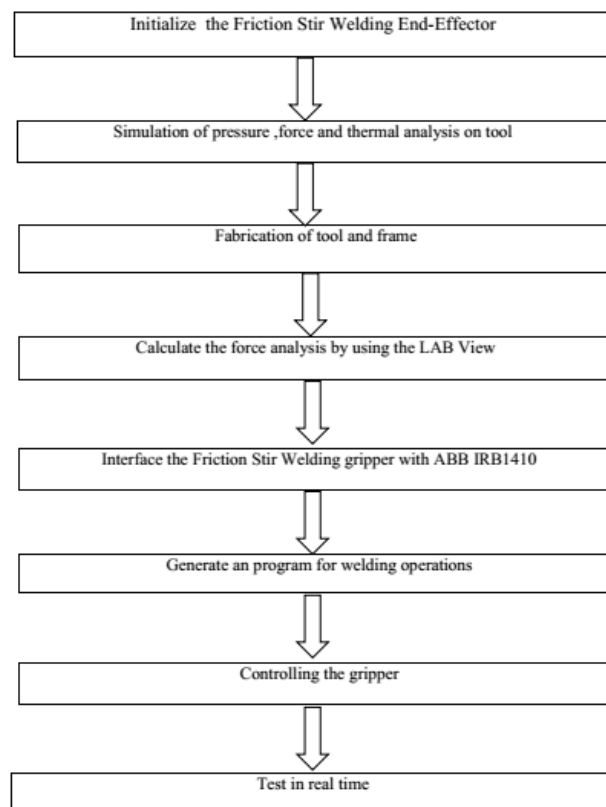 Initialize the Friction Stir Welding End-Effector
Simulation of pressure ,force and thermal analysis on tool
Fabrication of tool and frame
Calculate the force analysis by using the LAB View
Interface the Friction Stir Welding gripper with ABB IRB1410
Generate an program for welding operations
Controlling the gripper
Test in real time